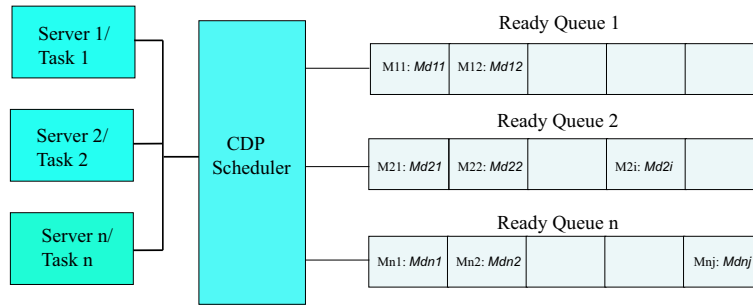 Server 1/
Task 1
Server 2/
Task 2
Server n/
Task n
CDP
Scheduler
Ready Queue 1
M11: Md11 M12: Md12
Ready Queue 2
M21: Md21 M22: Md22 M2i: Md2i
Ready Queue n
Mn1: Mdn1 Mn2: Mdn2 Mnj: Mdnj